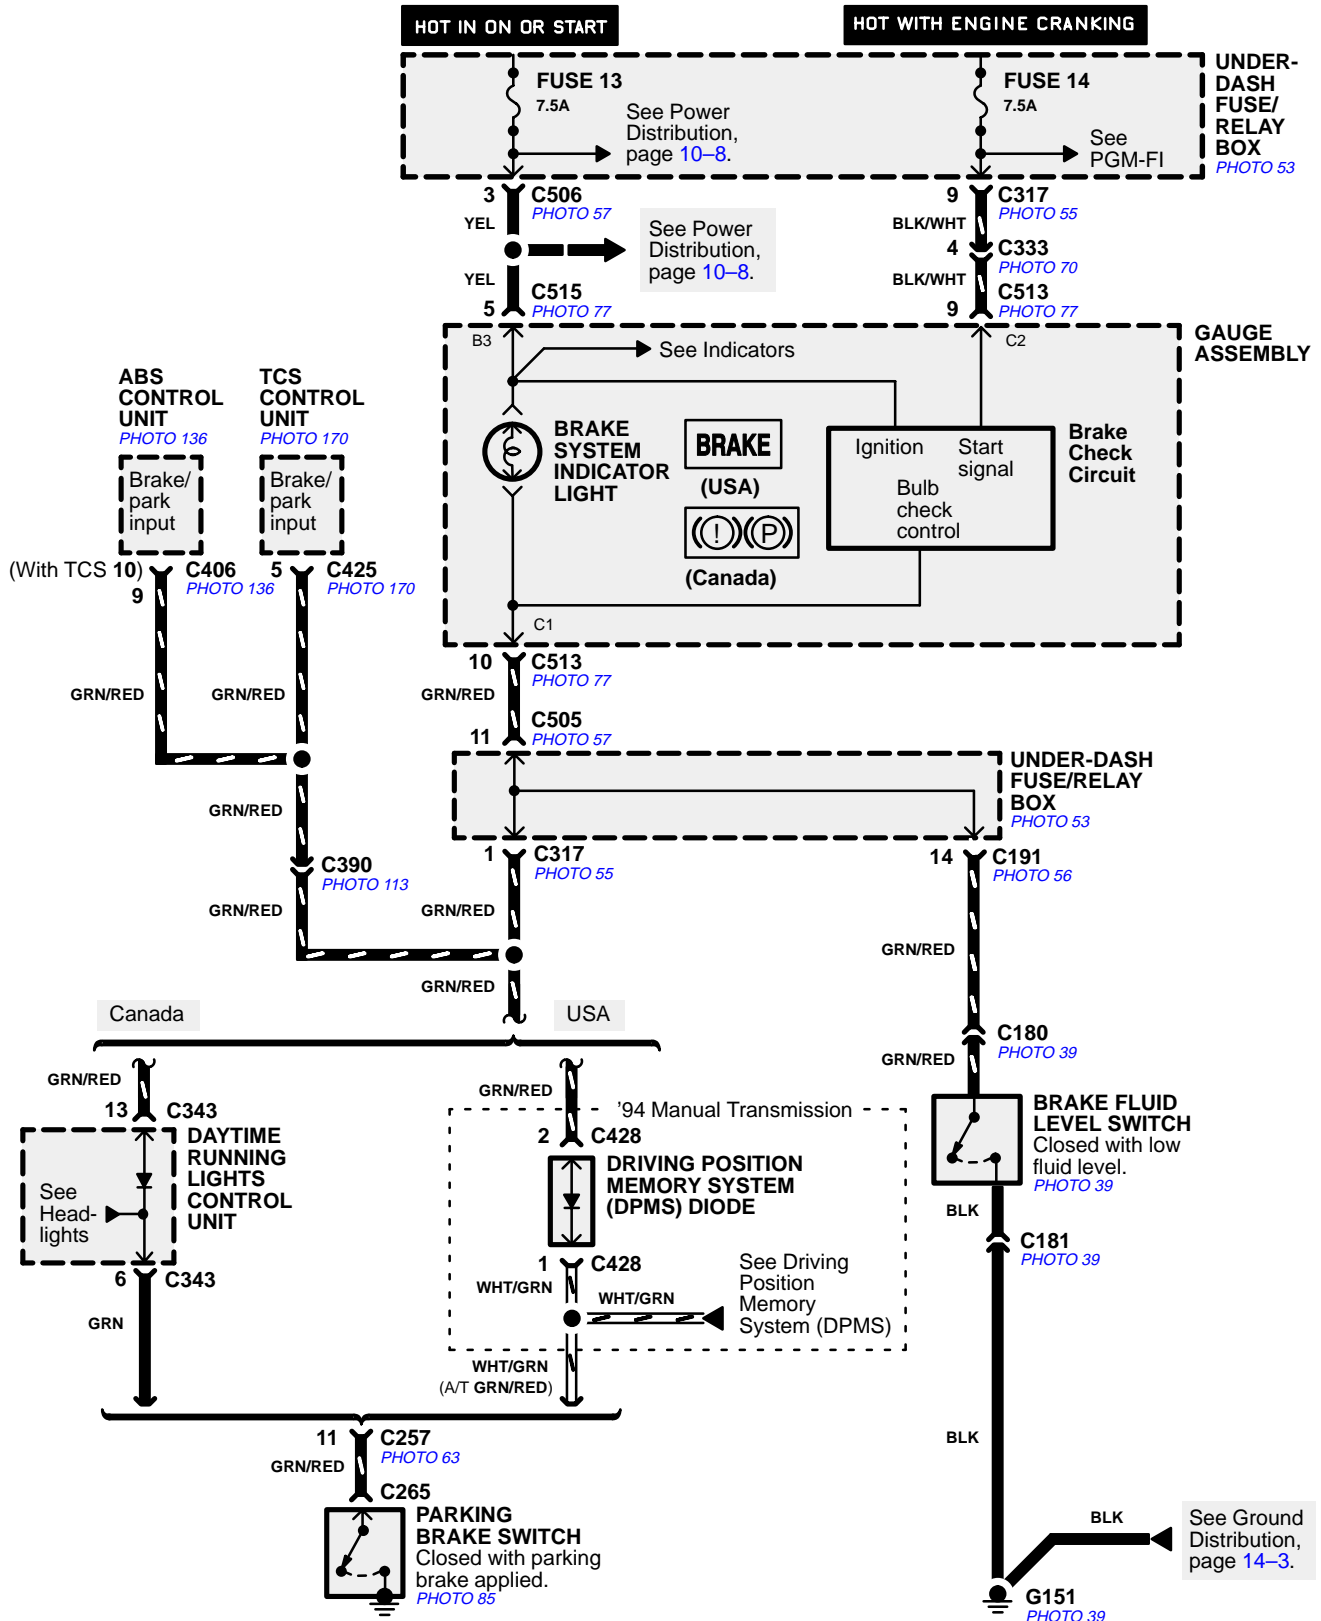 HOT IN ON OR START
HOT WITH ENGINE CRANKING
FUSE 13
7.5A
See Power
Distribution,
page 10–8.
FUSE 14
7.5A
See
PGM-FI
UNDER-
DASH
FUSE/
RELAY
BOX
PHOTO 53
3
C506
PHOTO 57
YEL
See Power
Distribution,
page 10–8.
YEL
5
C515
PHOTO 77
9
C317
PHOTO 55
BLK/WHT
4
C333
PHOTO 70
BLK/WHT
9
C513
PHOTO 77
B3
See Indicators
C2
GAUGE
ASSEMBLY
BRAKE
SYSTEM
INDICATOR
LIGHT
BRAKE
(USA)
(!)(P)
(Canada)
Ignition
Start
signal
Bulb
check
control
Brake
Check
Circuit
C1
ABS
CONTROL
UNIT
PHOTO 136
Brake/
park
input
TCS
CONTROL
UNIT
PHOTO 170
Brake/
park
input
(With TCS 10)
9
C406
PHOTO 136
5
C425
PHOTO 170
GRN/RED
GRN/RED
10
C513
PHOTO 77
GRN/RED
11
C505
PHOTO 57
UNDER-DASH
FUSE/RELAY
BOX
PHOTO 53
GRN/RED
C390
PHOTO 113
GRN/RED
1
C317
PHOTO 55
GRN/RED
GRN/RED
14
C191
PHOTO 56
GRN/RED
C180
PHOTO 39
GRN/RED
BRAKE FLUID
LEVEL SWITCH
Closed with low
fluid level.
PHOTO 39
BLK
C181
PHOTO 39
BLK
Canada
USA
GRN/RED
13
C343
DAYTIME
RUNNING
LIGHTS
CONTROL
UNIT
See
Head-
lights
6
C343
GRN
GRN/RED
'94 Manual Transmission
2
C428
DRIVING POSITION
MEMORY SYSTEM
(DPMS) DIODE
1
C428
WHT/GRN
WHT/GRN
See Driving
Position
Memory
System (DPMS)
WHT/GRN
(A/T GRN/RED)
11
C257
PHOTO 63
GRN/RED
C265
PARKING
BRAKE SWITCH
Closed with parking
brake applied.
PHOTO 85
BLK
See Ground
Distribution,
page 14–3.
G151
PHOTO 39